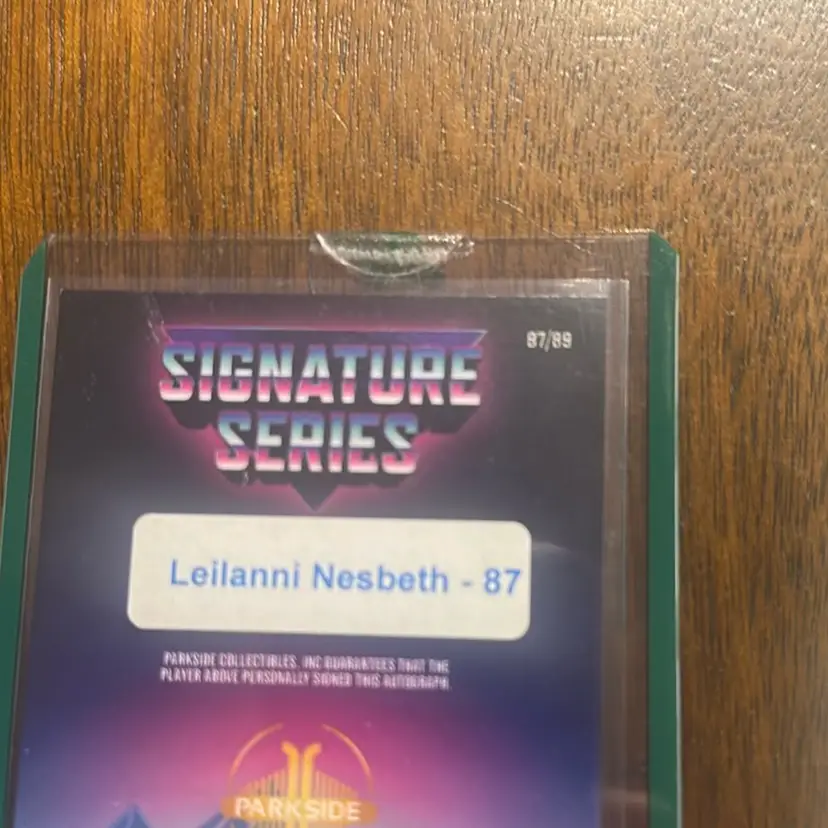 87/89
SIGNATURE
SERIES
Leilanni Nesbeth - 87
PARKSIDE COLLECTIBLES, INC GUARANTEES THAT THE
PLAYER ABOVE PERSONALLY SIGNED THIS AUTOGRAPH.
PARKSIDE